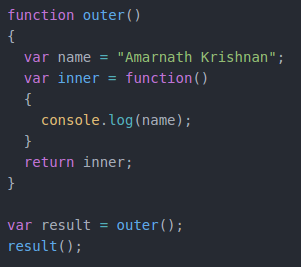 function outer()
{
  var name = "Amarnath Krishnan";
  var inner = function()
  {
    console.log(name);
  }
  return inner;
}

var result = outer();
result();